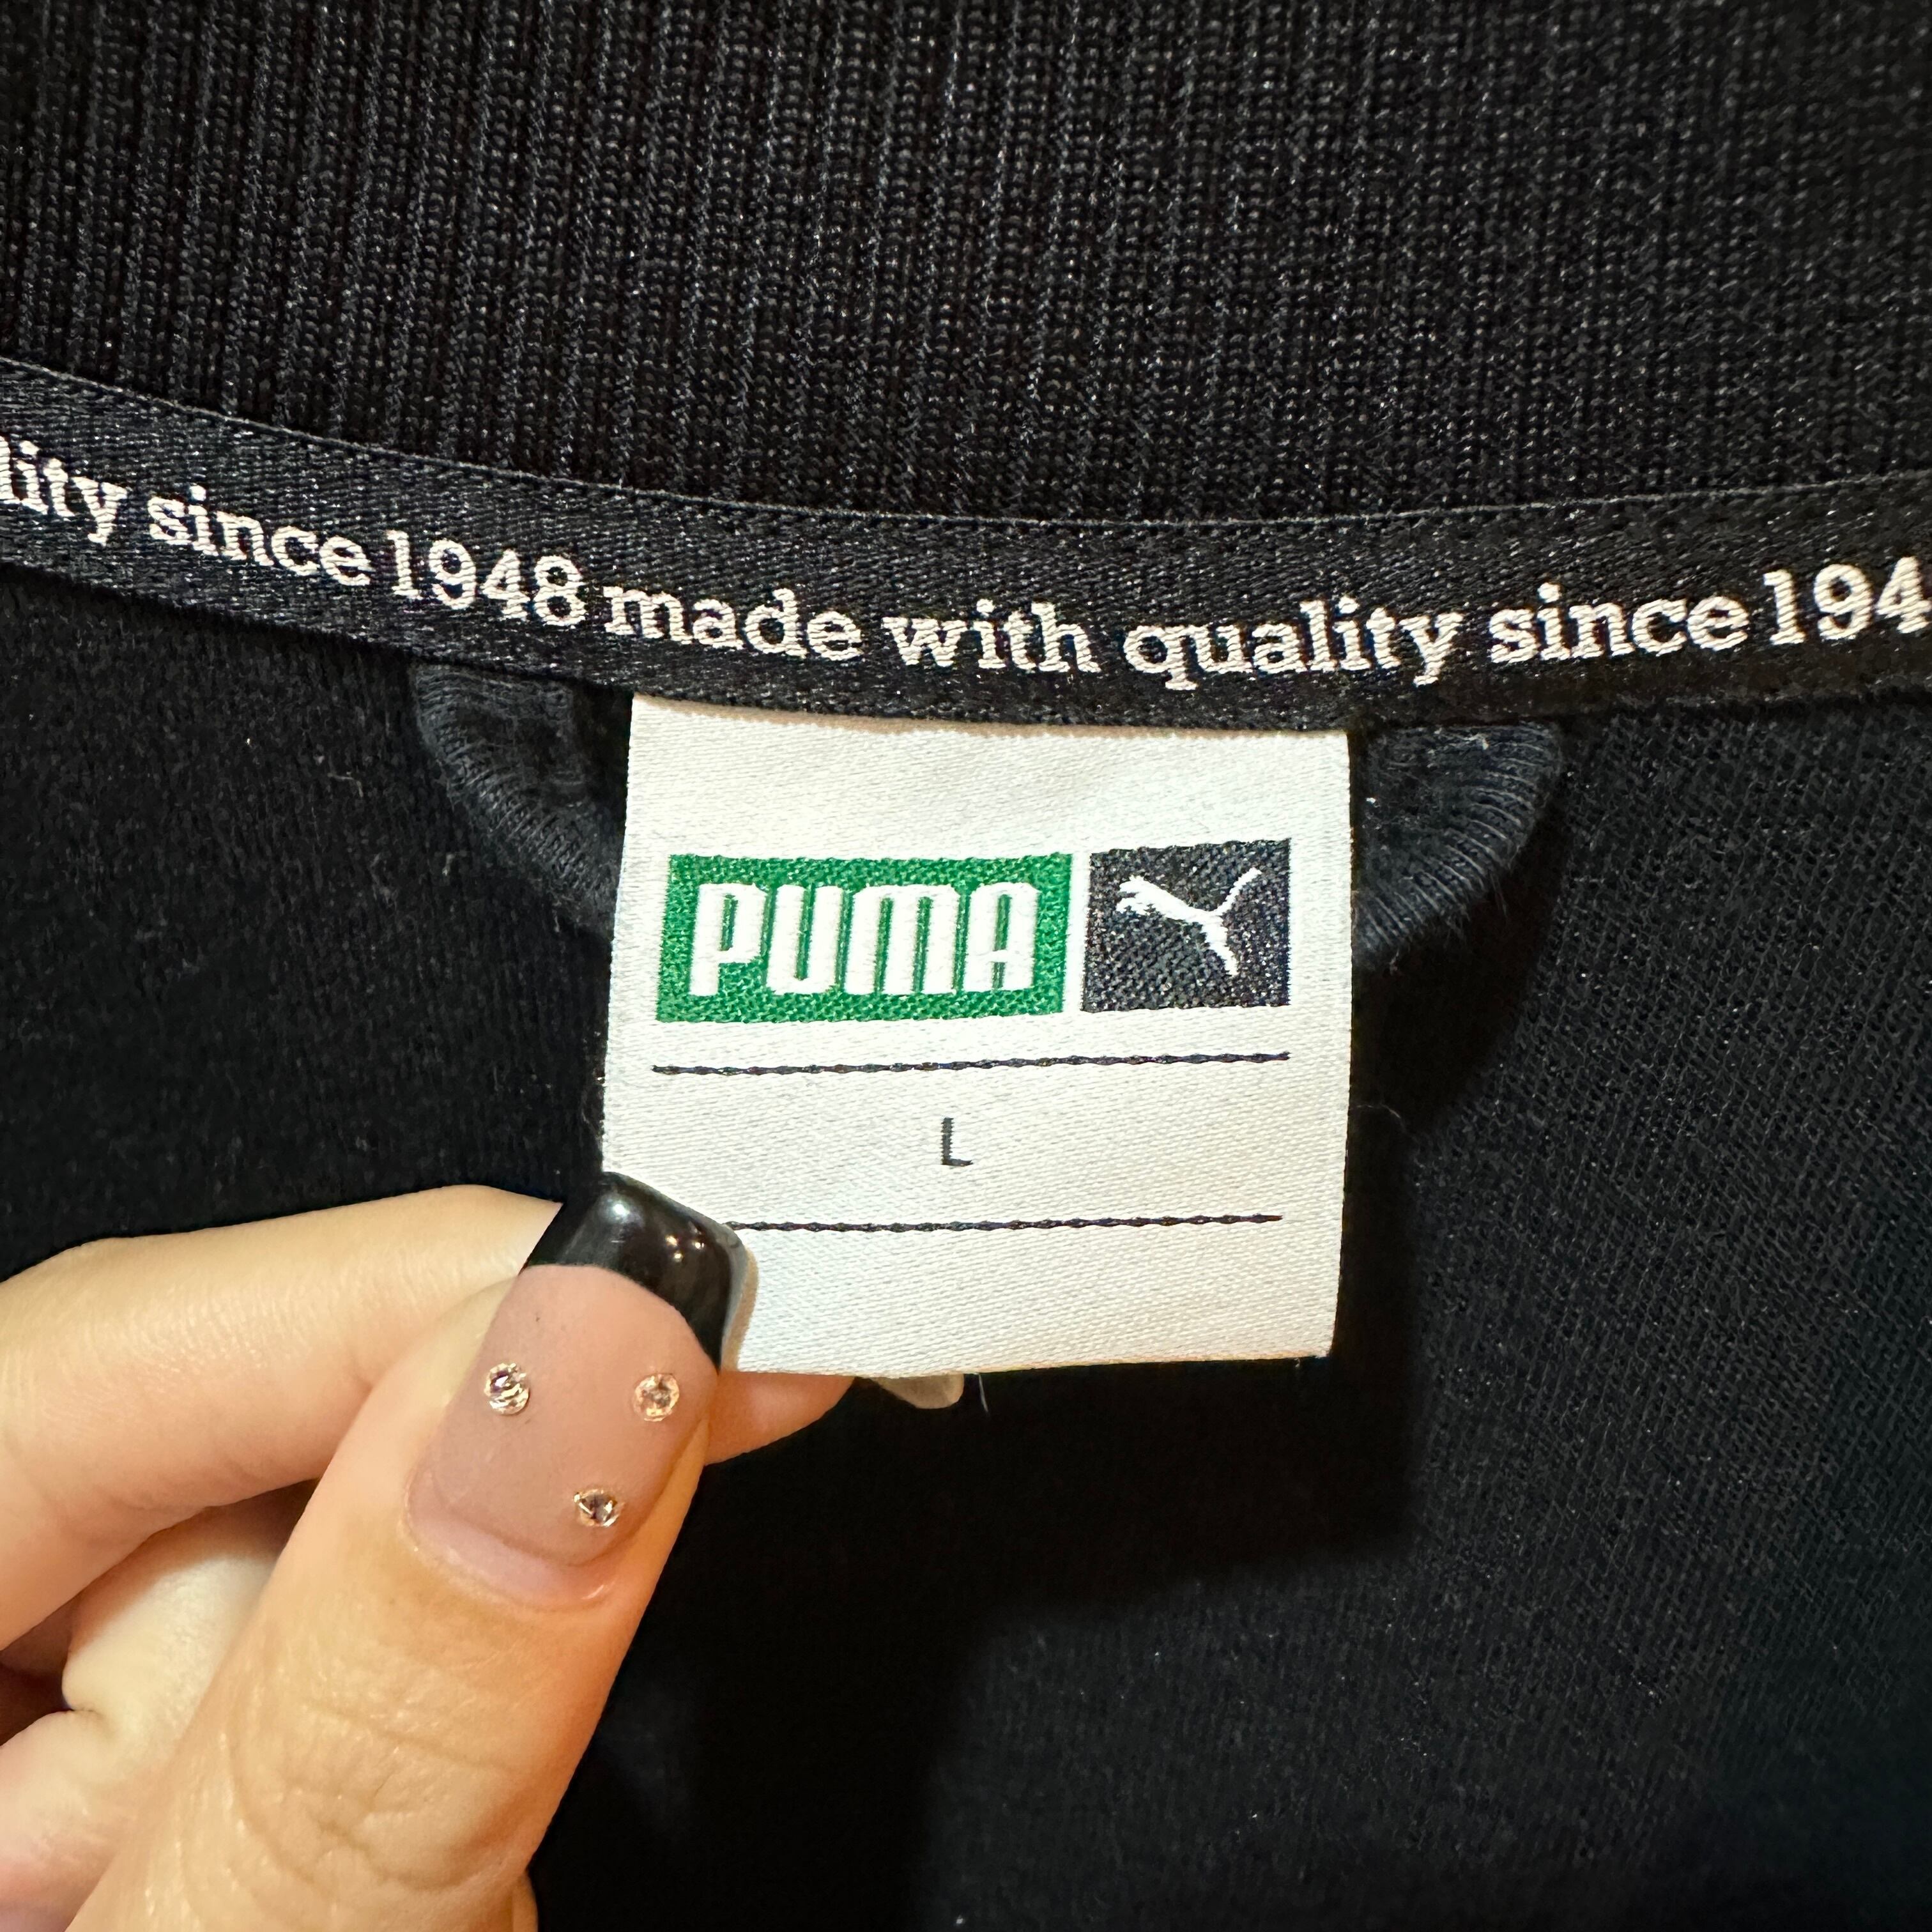 lity since 1948 made with quality since 194
PUMA
L